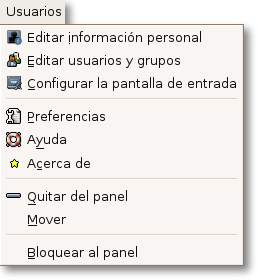 Usuarios
Editar información personal
Editar usuarios y grupos
Configurar la pantalla de entrada
Preferencias
Ayuda
Acerca de
Quitar del panel
Mover
Bloquear al panel